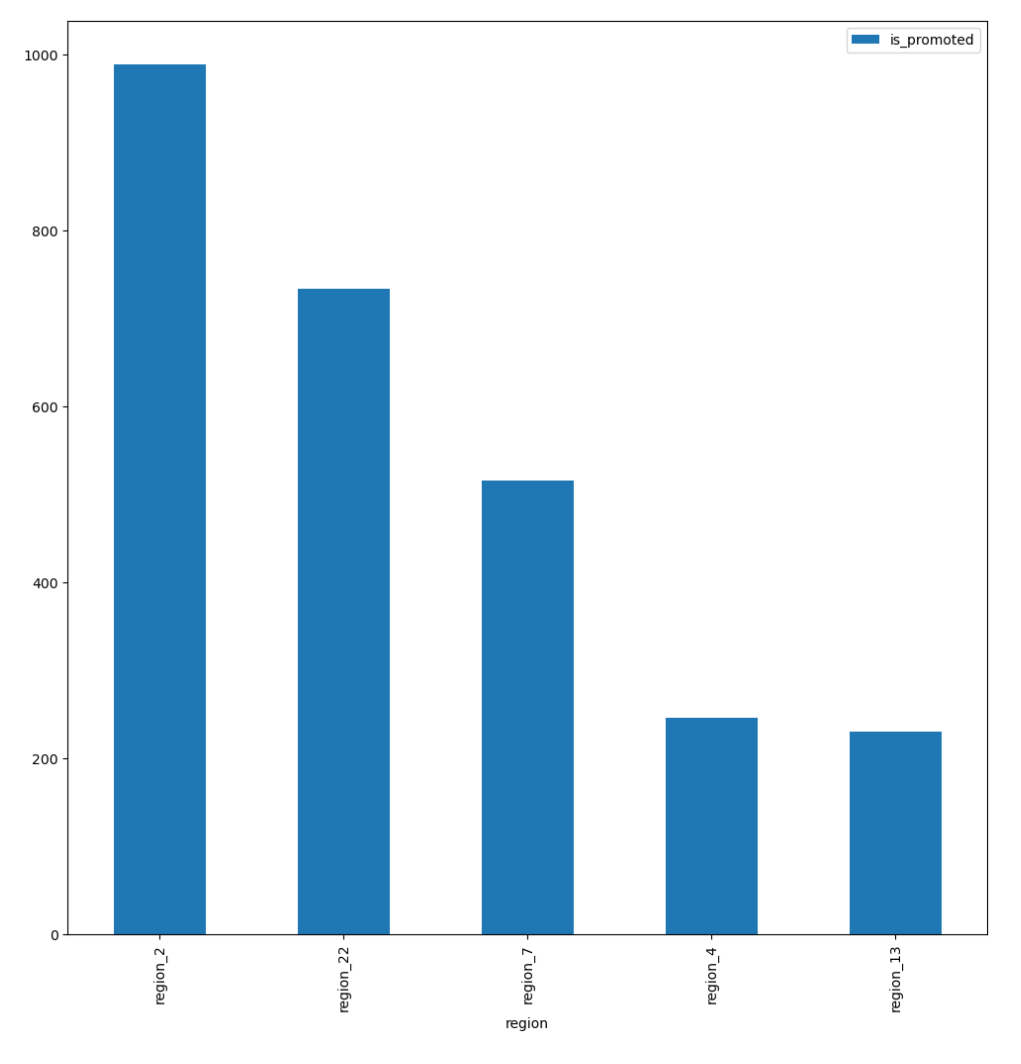 is_promoted
1000
800
600
400
200
0
region_2
region_22
region_7
region_4
region_13
region